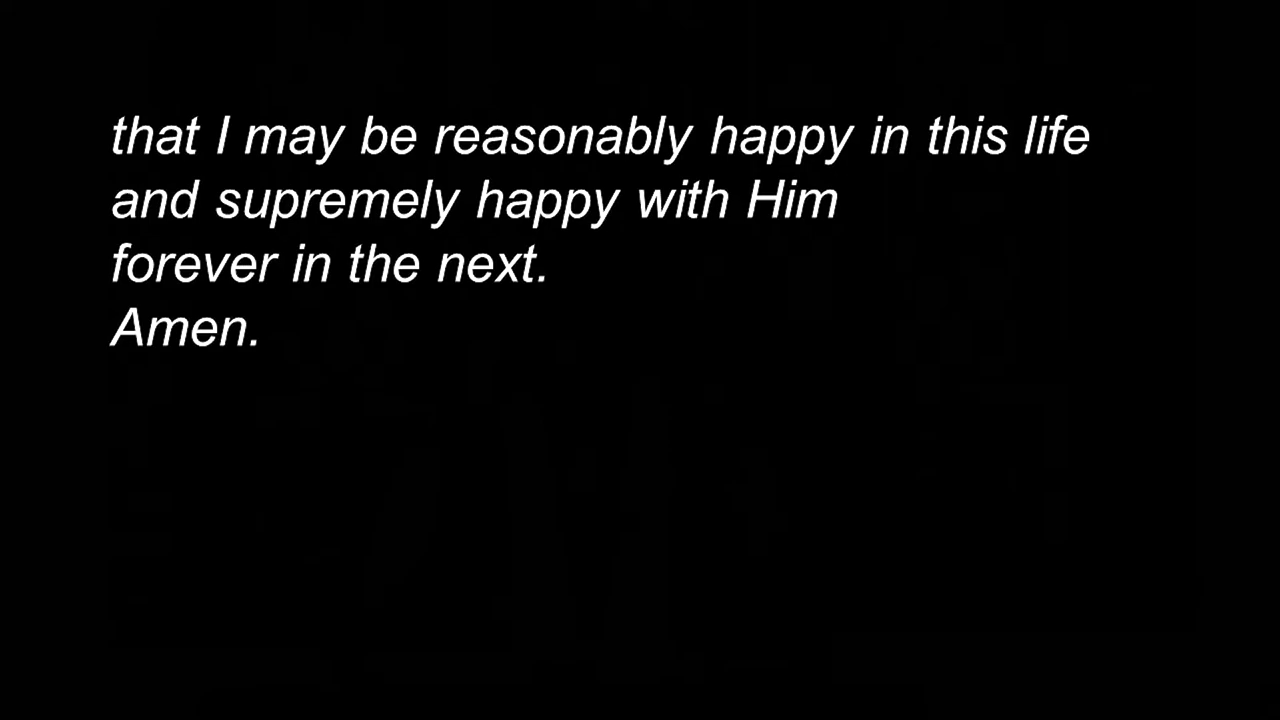 that I may be reasonably happy in this life
and supremely happy with Him
forever in the next.
Amen.